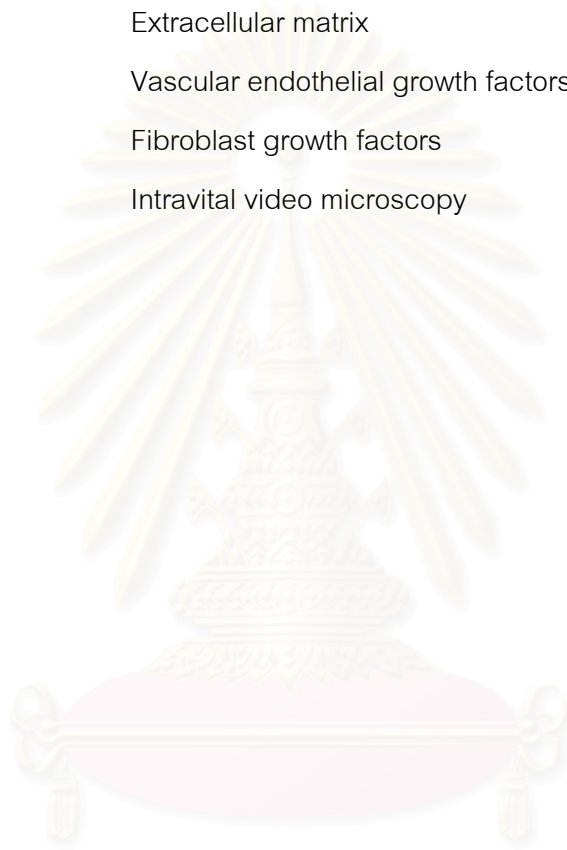 Extracellular matrix
Vascular endothelial growth factors
Fibroblast growth factors
Intravital video microscopy